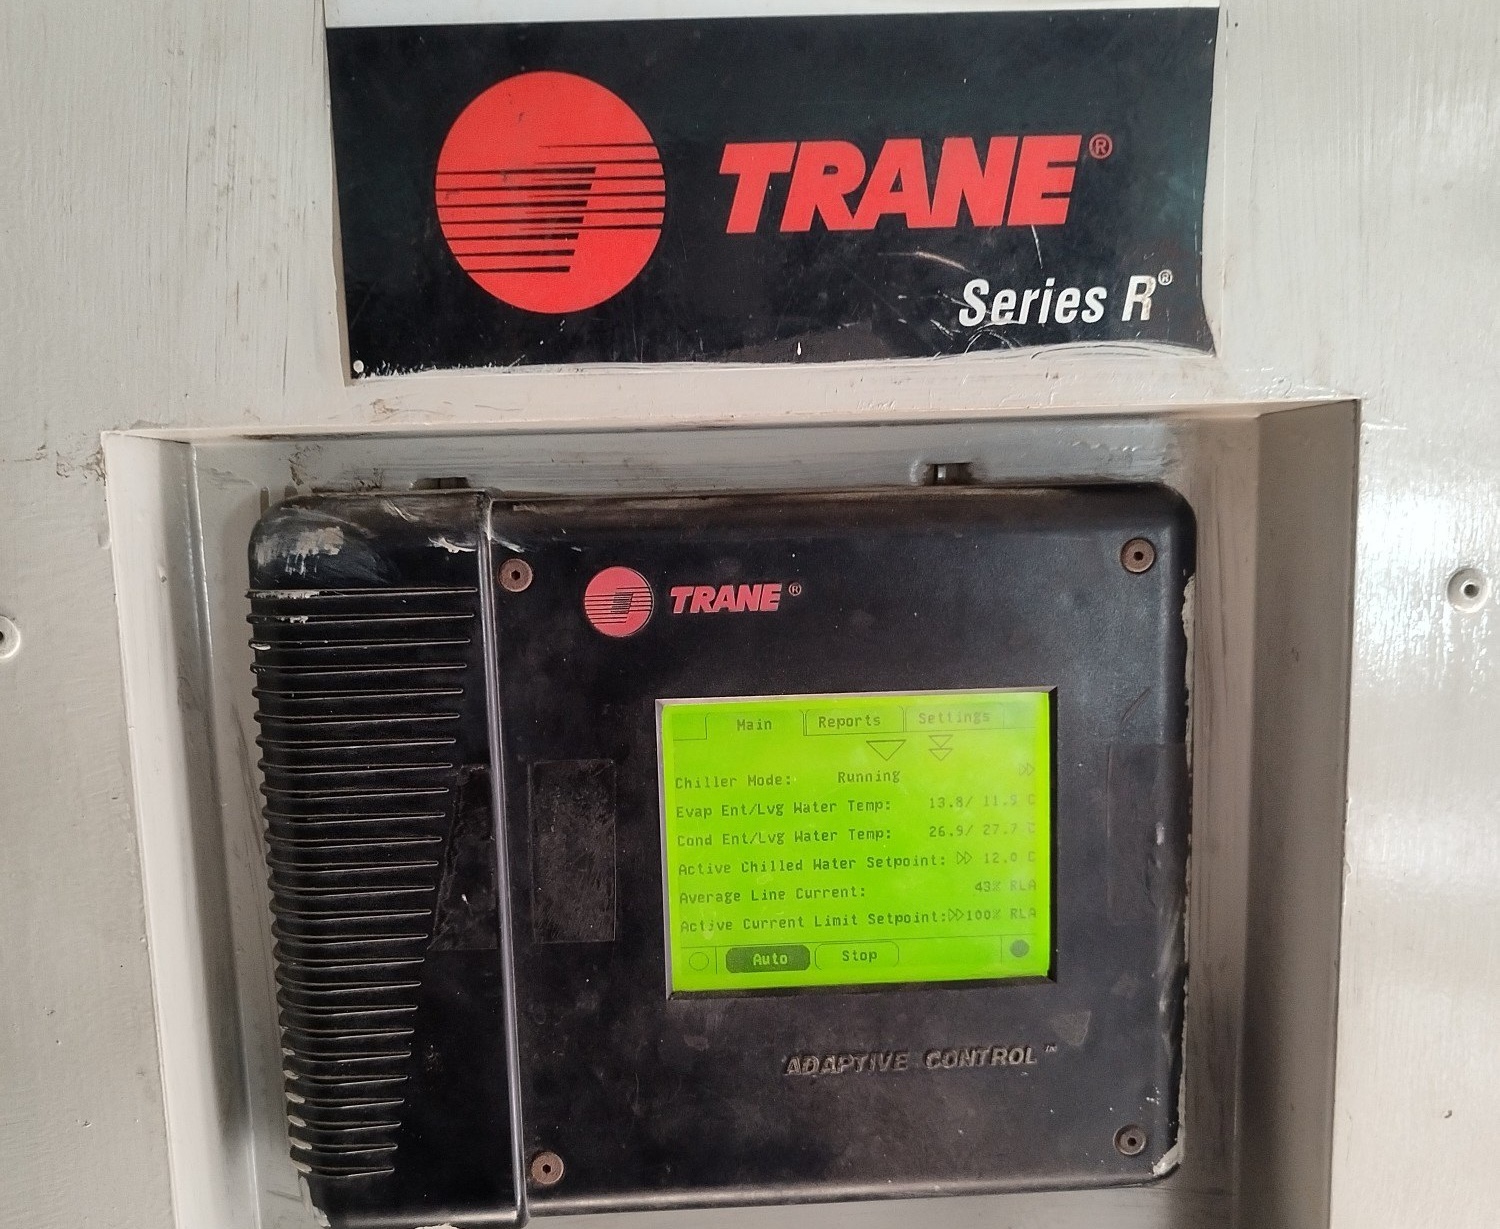 TRANE®
Series R®
TRANE®
Main Reports Settings
Chiller Mode: Running
Evap Ent/Lvg Water Temp: 13.8/ 11.9 C
Cond Ent/Lvg Water Temp: 26.9/ 27.7 C
Active Chilled Water Setpoint: 12.0 C
Average Line Current: 43% RLA
Active Current Limit Setpoint: 100% RLA
Auto Stop
ADAPTIVE CONTROL™